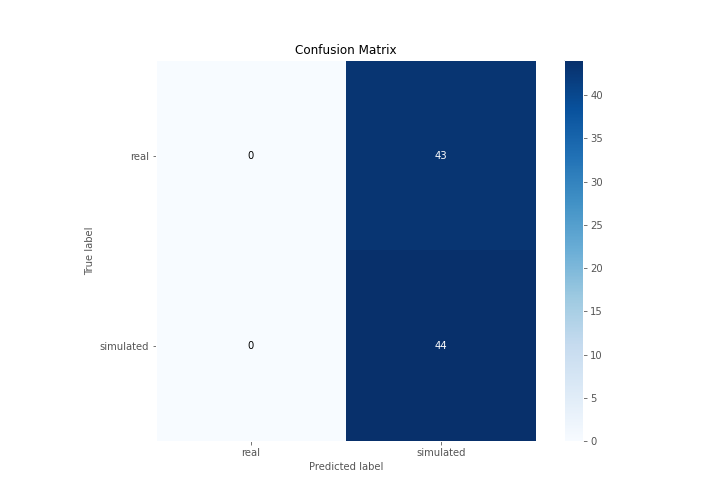 Confusion Matrix
real
0
43
True label
simulated
0
44
real
simulated
Predicted label
40
35
30
25
20
15
10
5
0